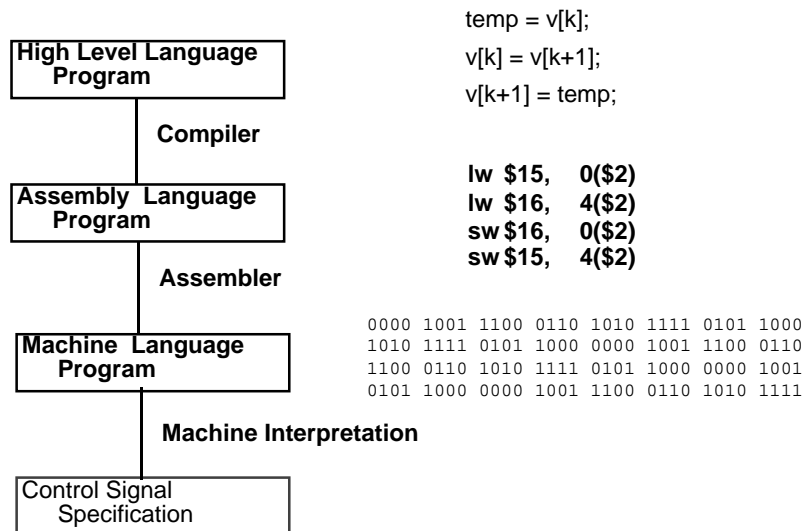 temp = v[k];
v[k] = v[k+1];
v[k+1] = temp;
High Level Language
Program
Compiler
lw $15, 0($2)
lw $16, 4($2)
sw $16, 0($2)
sw $15, 4($2)
Assembly Language
Program
Assembler
0000 1001 1100 0110 1010 1111 0101 1000
1010 1111 0101 1000 0000 1001 1100 0110
1100 0110 1010 1111 0101 1000 0000 1001
0101 1000 0000 1001 1100 0110 1010 1111
Machine Language
Program
Machine Interpretation
Control Signal
Specification